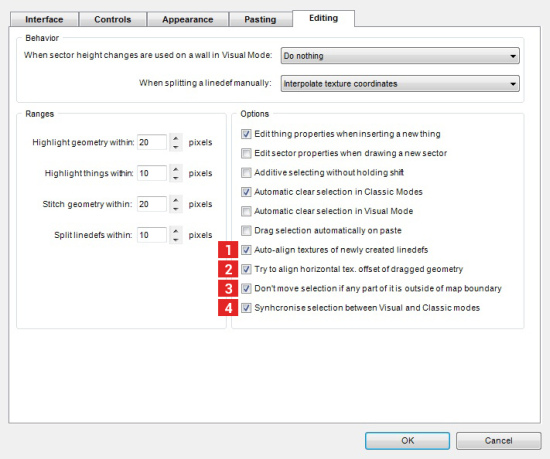 Interface Controls Appearance Pasting Editing
Behavior
When sector height changes are used on a wall in Visual Mode: Do nothing
When splitting a linedef manually: Interpolate texture coordinates
Ranges
Highlight geometry within: 20 pixels
Highlight things within: 10 pixels
Stitch geometry within: 20 pixels
Split linedefs within: 10 pixels
Options
Edit thing properties when inserting a new thing
Edit sector properties when drawing a new sector
Additive selecting without holding shift
Automatic clear selection in Classic Modes
Automatic clear selection in Visual Mode
Drag selection automatically on paste
1 Auto-align textures of newly created linedefs
2 Try to align horizontal tex. offset of dragged geometry
3 Don't move selection if any part of it is outside of map boundary
4 Synhcronise selection between Visual and Classic modes
OK Cancel